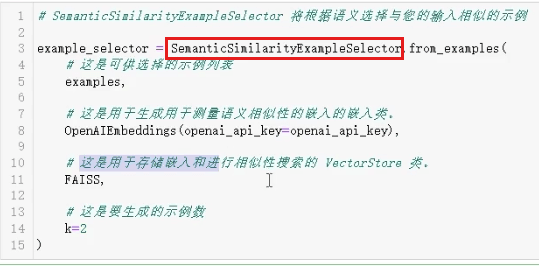 1 # SemanticSimilarityExampleSelector 将根据语义选择与您的输入相似的示例
2
3 example_selector = SemanticSimilarityExampleSelector.from_examples(
4 # 这是可供选择的示例列表
5 examples,
6
7 # 这是用于生成用于测量语义相似性的嵌入的嵌入类。
8 OpenAIEmbeddings(openai_api_key=openai_api_key),
9
10 # 这是用于存储嵌入和进行相似性搜索的 VectorStore 类。
11 FAISS,
12
13 # 这是要生成的示例数
14 k=2
15 )